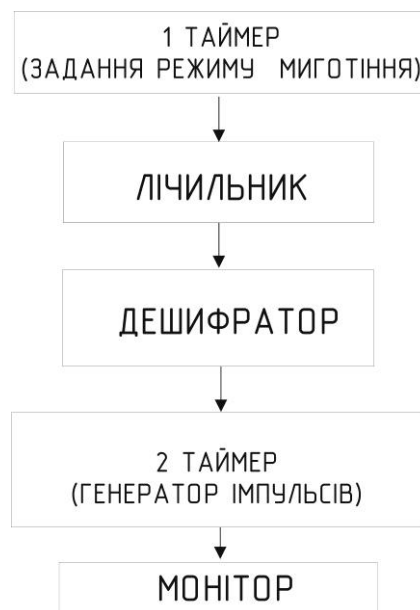 1 ТАЙМЕР
(ЗАДАННЯ РЕЖИМУ МИГОТІННЯ)
ЛІЧИЛЬНИК
ДЕШИФРАТОР
2 ТАЙМЕР
(ГЕНЕРАТОР ІМПУЛЬСІВ)
МОНІТОР